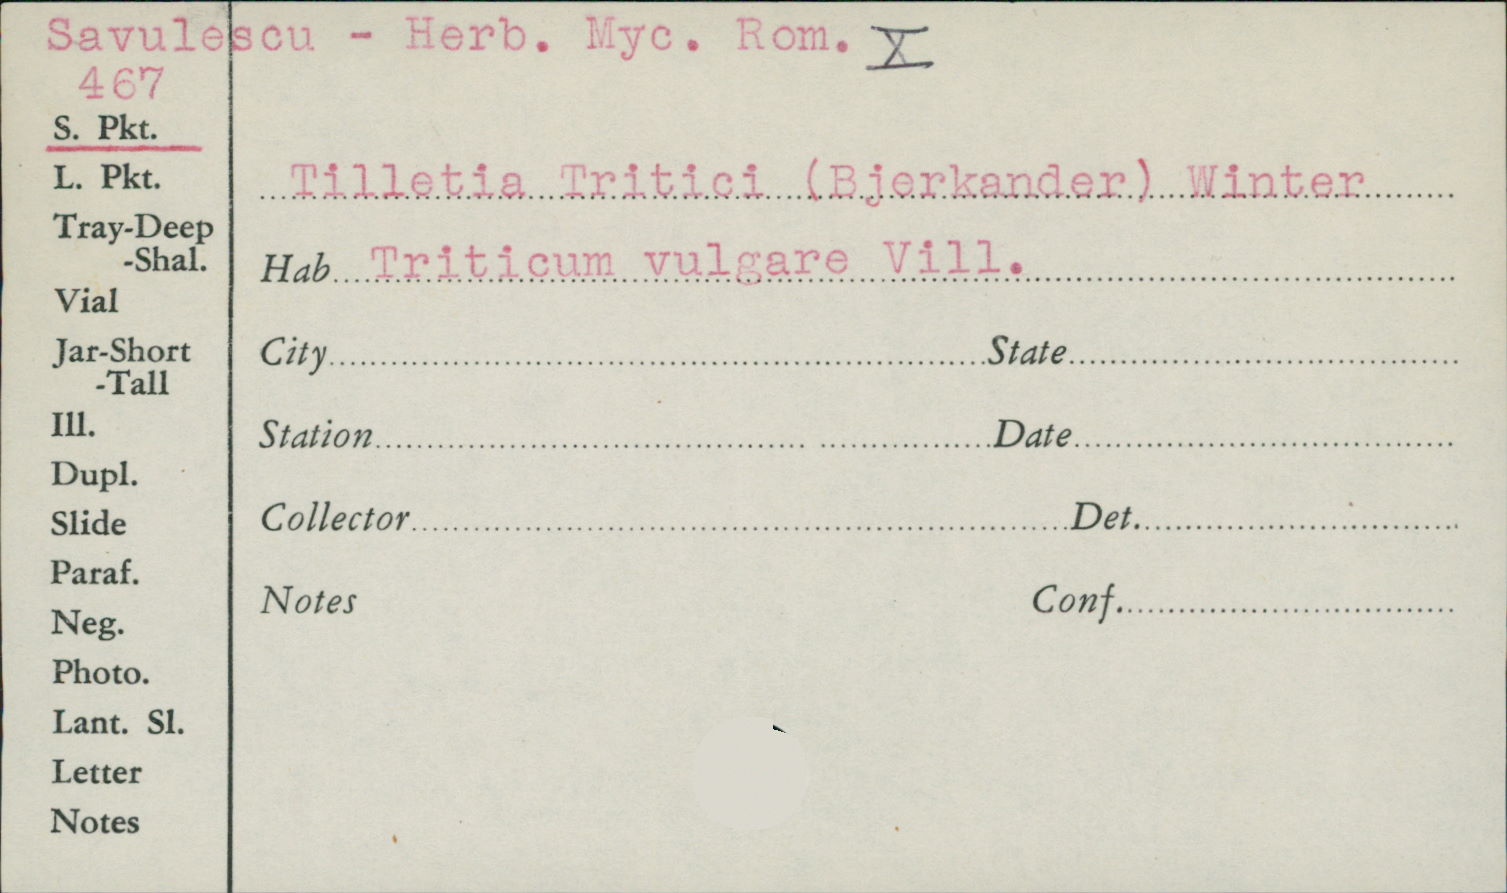 Savulescu - Herb. Myc. Rom. X
467
S. Pkt.
L. Pkt.
Tray-Deep
-Shal.
Vial
Jar-Short
-Tall
Ill.
Dupl.
Slide
Paraf.
Neg.
Photo.
Lant. Sl.
Letter
Notes
Tilletia Tritici (Bjerkander) Winter
Hab. Triticum vulgare Vill.
City State
Station Date
Collector Det.
Notes Conf.